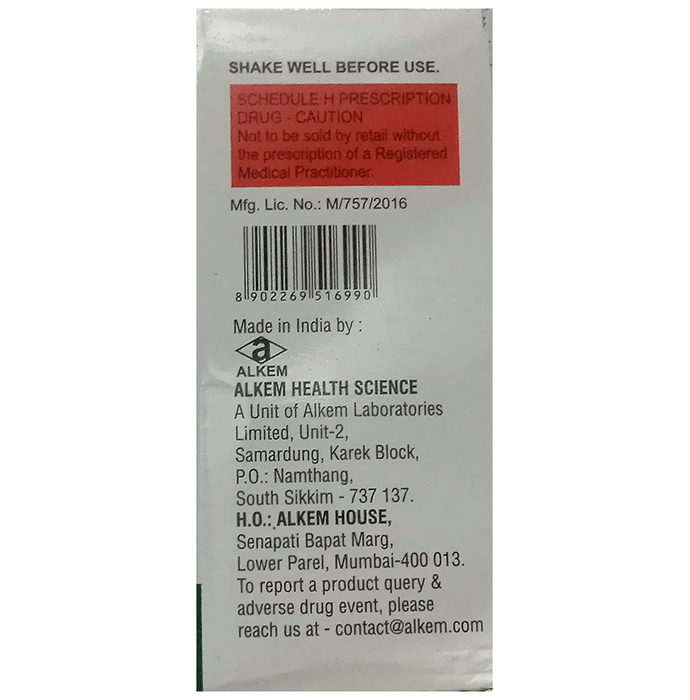 SHAKE WELL BEFORE USE.
SCHEDULE H PRESCRIPTION
DRUG - CAUTION
Not to be sold by retail without
the prescription of a Registered
Medical Practitioner.
Mfg. Lic. No.: M/757/2016
8 902269 516990
Made in India by :
a
ALKEM
ALKEM HEALTH SCIENCE
A Unit of Alkem Laboratories
Limited, Unit-2,
Samardung, Karek Block,
P.O.: Namthang,
South Sikkim - 737 137.
H.O.: ALKEM HOUSE,
Senapati Bapat Marg,
Lower Parel, Mumbai-400 013.
To report a product query &
adverse drug event, please
reach us at - contact@alkem.com